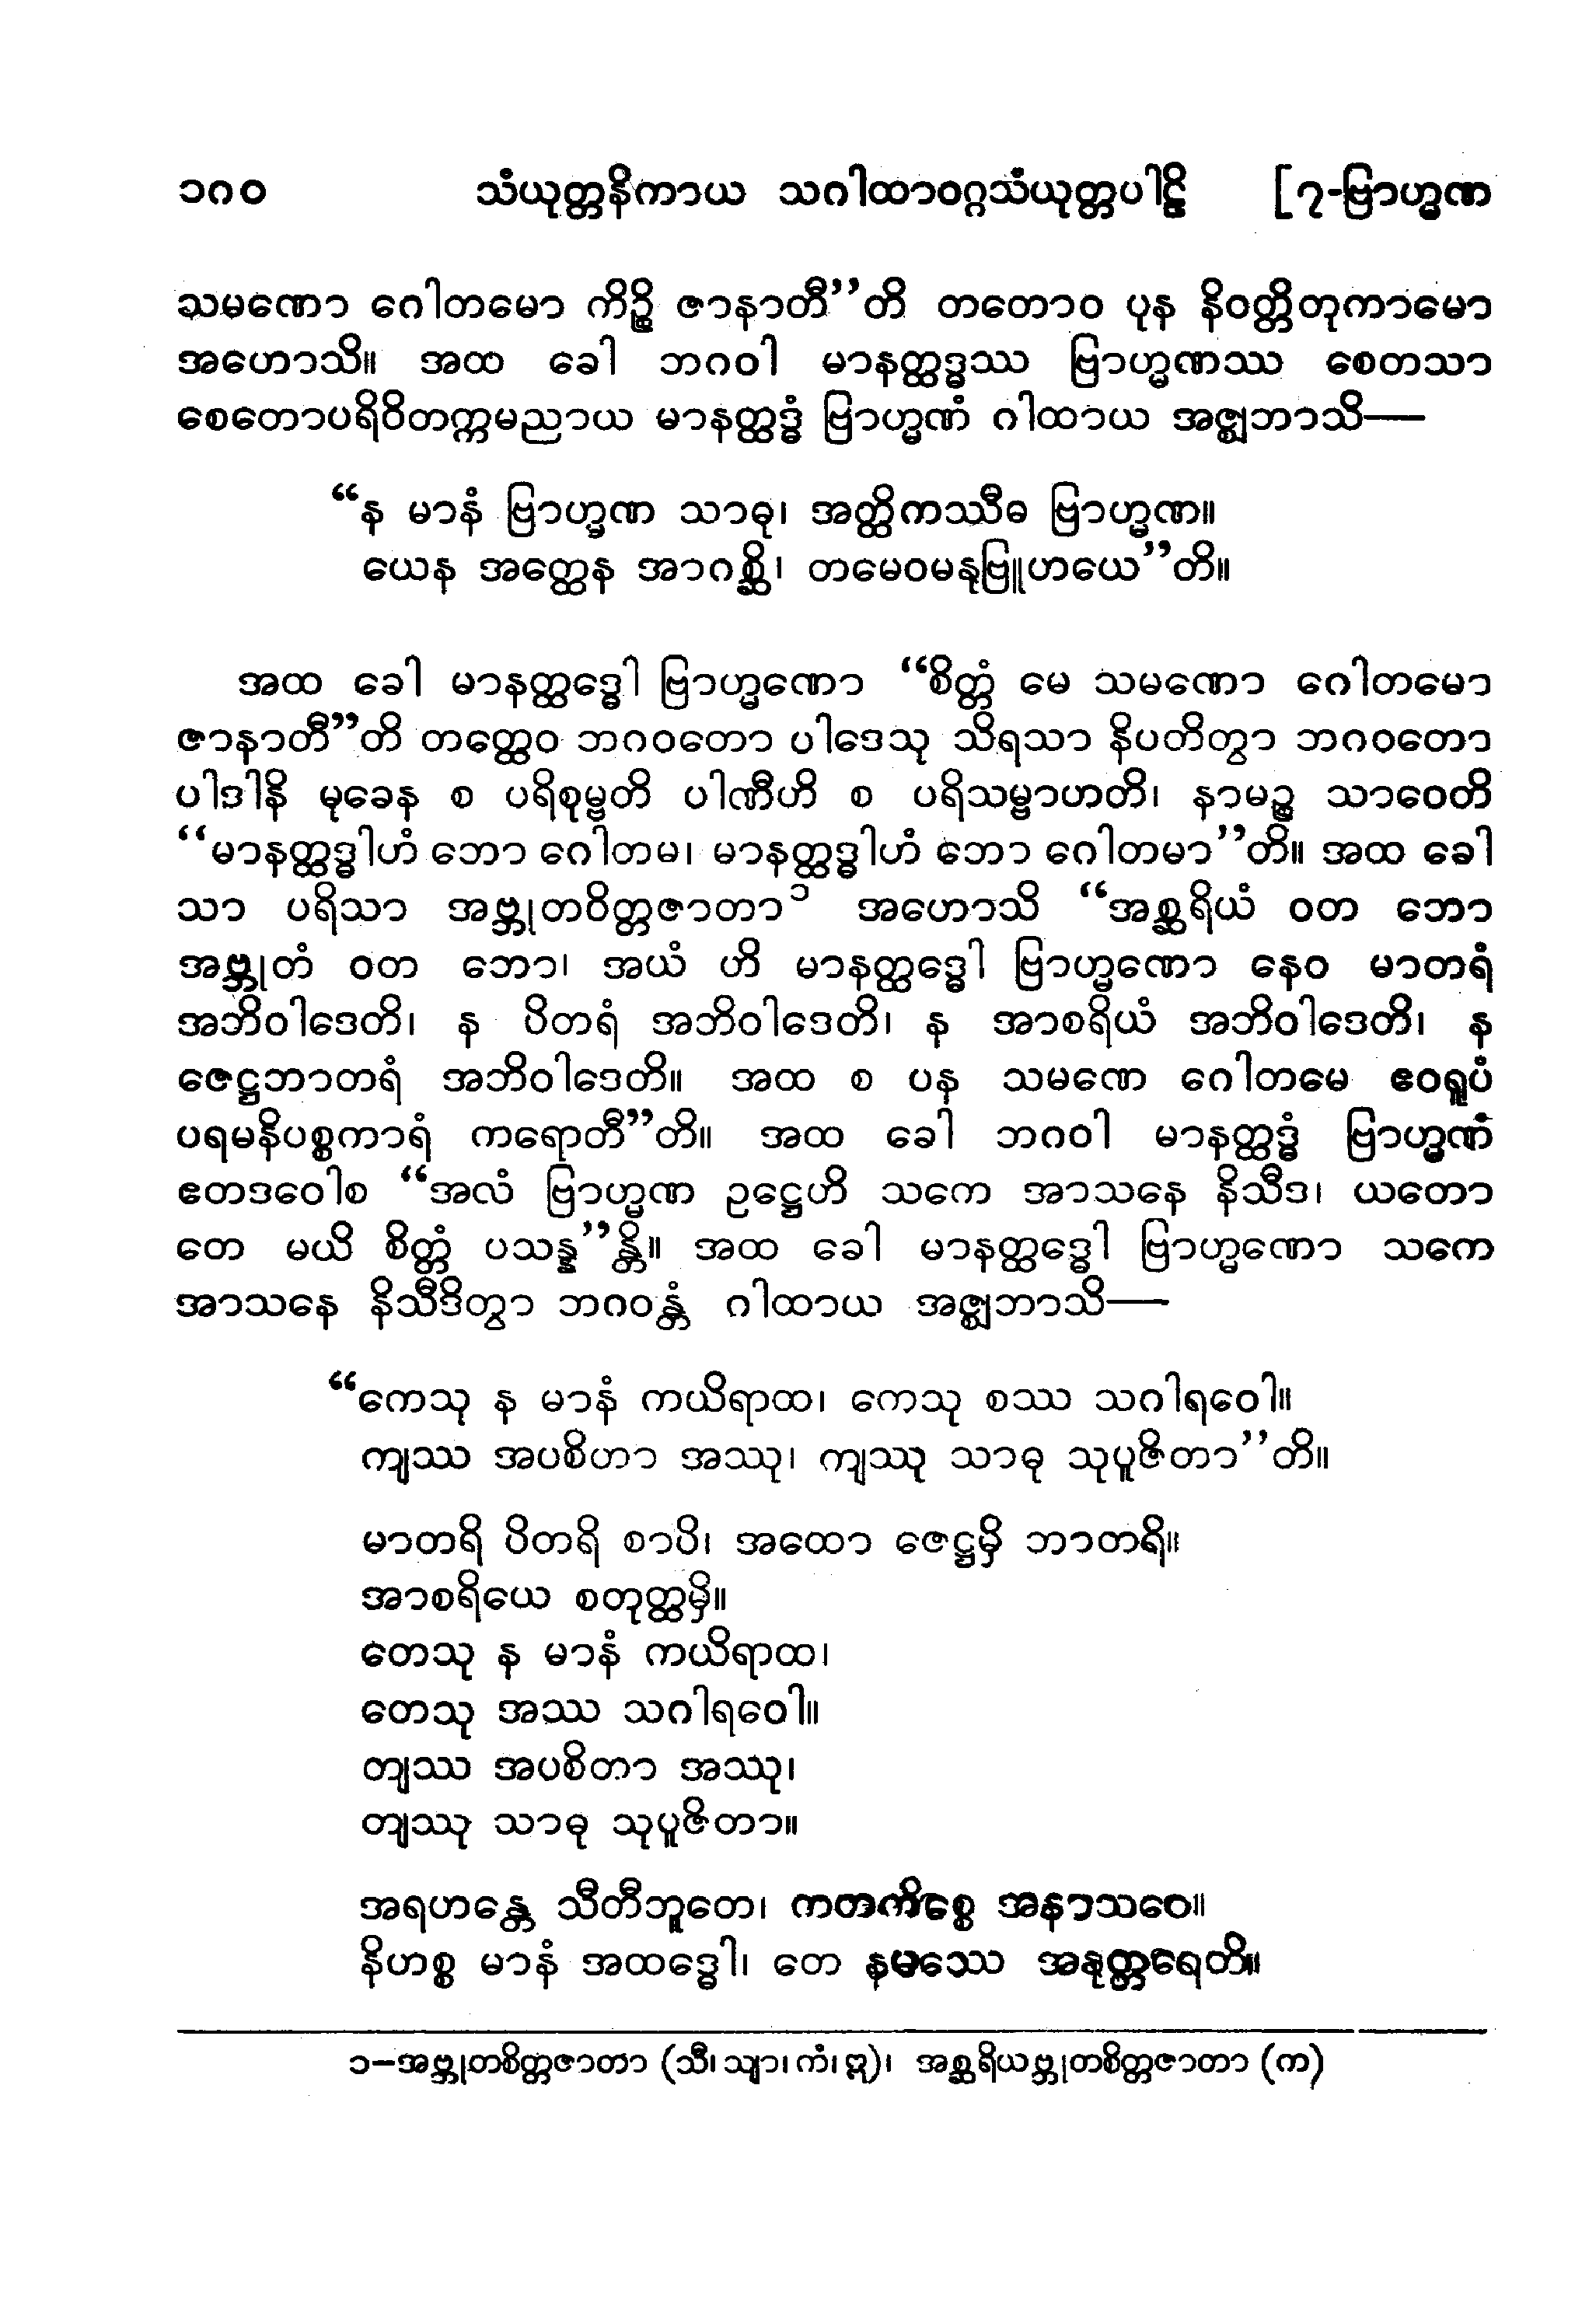 ၁၈၀ သံယုတ္တနိကာယ သဂါထာဝဂ္ဂသံယုတ္တပါဠိ [၇-ဗြာဟ္မဏ
သမဏော ဂေါတမော ကိဉ္စိ ဇာနာတီ’’တိ တတောဝ ပုန နိဝတ္တိတုကာမော
အဟောသိ။ အထ ခေါ ဘဂဝါ မာနတ္ထဒ္ဓဿ ဗြာဟ္မဏဿ စေတသာ
စေတောပရိဝိတက္ကမညာယ မာနတ္ထဒ္ဓံ ဗြာဟ္မဏံ ဂါထာယ အဇ္ဈဘာသိ—
“န မာနံ ဗြာဟ္မဏ သာဓု၊ အတ္ထိကဿီဓ ဗြာဟ္မဏ။
ယေန အတ္ထေန အာဂစ္ဆိ၊ တမေဝမနုဗြူဟယေ’’တိ။
အထ ခေါ မာနတ္ထဒ္ဓေါ ဗြာဟ္မဏော “စိတ္တံ မေ သမဏော ဂေါတမော
ဇာနာတီ”တိ တတ္ထေဝ ဘဂဝတော ပါဒေသု သိရသာ နိပတိတွာ ဘဂဝတော
ပါဒါနိ မုခေန စ ပရိစုမ္ဗတိ ပါဏီဟိ စ ပရိသမ္ဗာဟတိ၊ နာမဉ္စ သာဝေတိ
“မာနတ္ထဒ္ဓါဟံ ဘော ဂေါတမ၊ မာနတ္ထဒ္ဓါဟံ ဘော ဂေါတမာ’’တိ။ အထ ခေါ
သာ ပရိသာ အဗ္ဘုတဝိတ္တဇာတာ၁ အဟောသိ “အစ္ဆရိယံ ဝတ ဘော
အဗ္ဘုတံ ဝတ ဘော၊ အယံ ဟိ မာနတ္ထဒ္ဓေါ ဗြာဟ္မဏော နေဝ မာတရံ
အဘိဝါဒေတိ၊ န ပိတရံ အဘိဝါဒေတိ၊ န အာစရိယံ အဘိဝါဒေတိ၊ န
ဇေဋ္ဌဘာတရံ အဘိဝါဒေတိ။ အထ စ ပန သမဏေ ဂေါတမေ ဧဝရူပံ
ပရမနိပစ္စကာရံ ကရောတီ”တိ။ အထ ခေါ ဘဂဝါ မာနတ္ထဒ္ဓံ ဗြာဟ္မဏံ
ဧတဒဝေါစ “အလံ ဗြာဟ္မဏ ဥဋ္ဌေဟိ သကေ အာသနေ နိသီဒ၊ ယတော
တေ မယိ စိတ္တံ ပသန္န’’န္တိ။ အထ ခေါ မာနတ္ထဒ္ဓေါ ဗြာဟ္မဏော သကေ
အာသနေ နိသီဒိတွာ ဘဂဝန္တံ ဂါထာယ အဇ္ဈဘာသိ—
“ကေသု န မာနံ ကယိရာထ၊ ကေသု စဿ သဂါရဝေါ။
ကျဿ အပစိတာ အဿု၊ ကျဿု သာဓု သုပူဇိတာ’’တိ။
မာတရိ ပိတရိ စာပိ၊ အထော ဇေဋ္ဌမှိ ဘာတရိ။
အာစရိယေ စတုတ္ထမှိ။
တေသု န မာနံ ကယိရာထ၊
တေသု အဿ သဂါရဝေါ။
တျဿ အပစိတာ အဿု၊
တျဿု သာဓု သုပူဇိတာ။
အရဟန္တေ သီတီဘူတေ၊ ကတကိစ္စေ အနာသဝေ။
နိဟစ္စ မာနံ အထဒ္ဓေါ၊ တေ နမဿေ အနုတ္တရေတိ။
၁-အဗ္ဘုတစိတ္တဇာတာ (သီ၊ သျာ၊ ကံ၊ ဣ)၊ အစ္ဆရိယဗ္ဘုတစိတ္တဇာတာ (က)